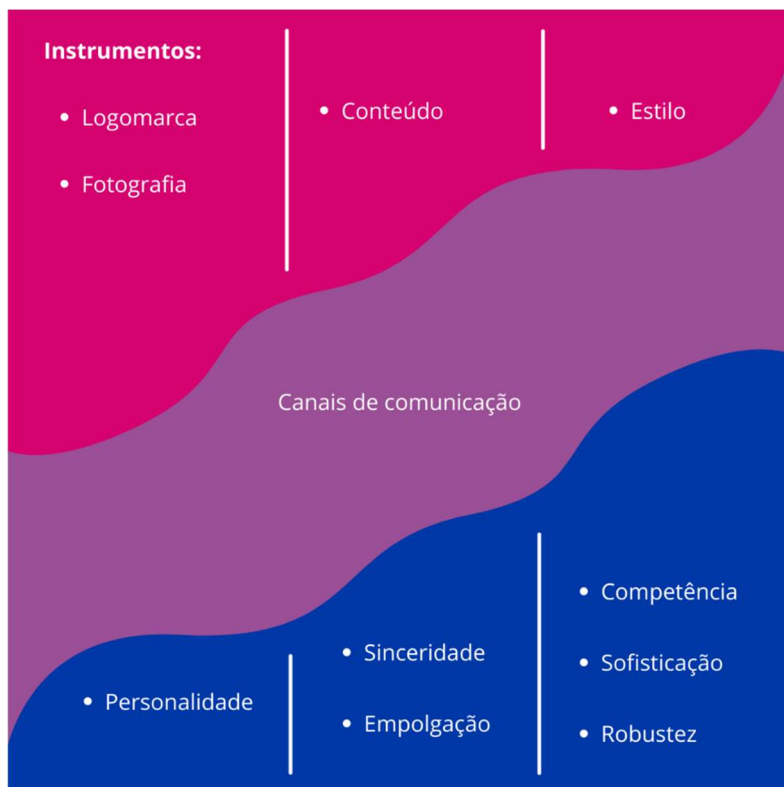 Instrumentos:
• Logomarca
• Fotografia
• Conteúdo
• Estilo
Canais de comunicação
• Personalidade
• Sinceridade
• Empolgação
• Competência
• Sofisticação
• Robustez